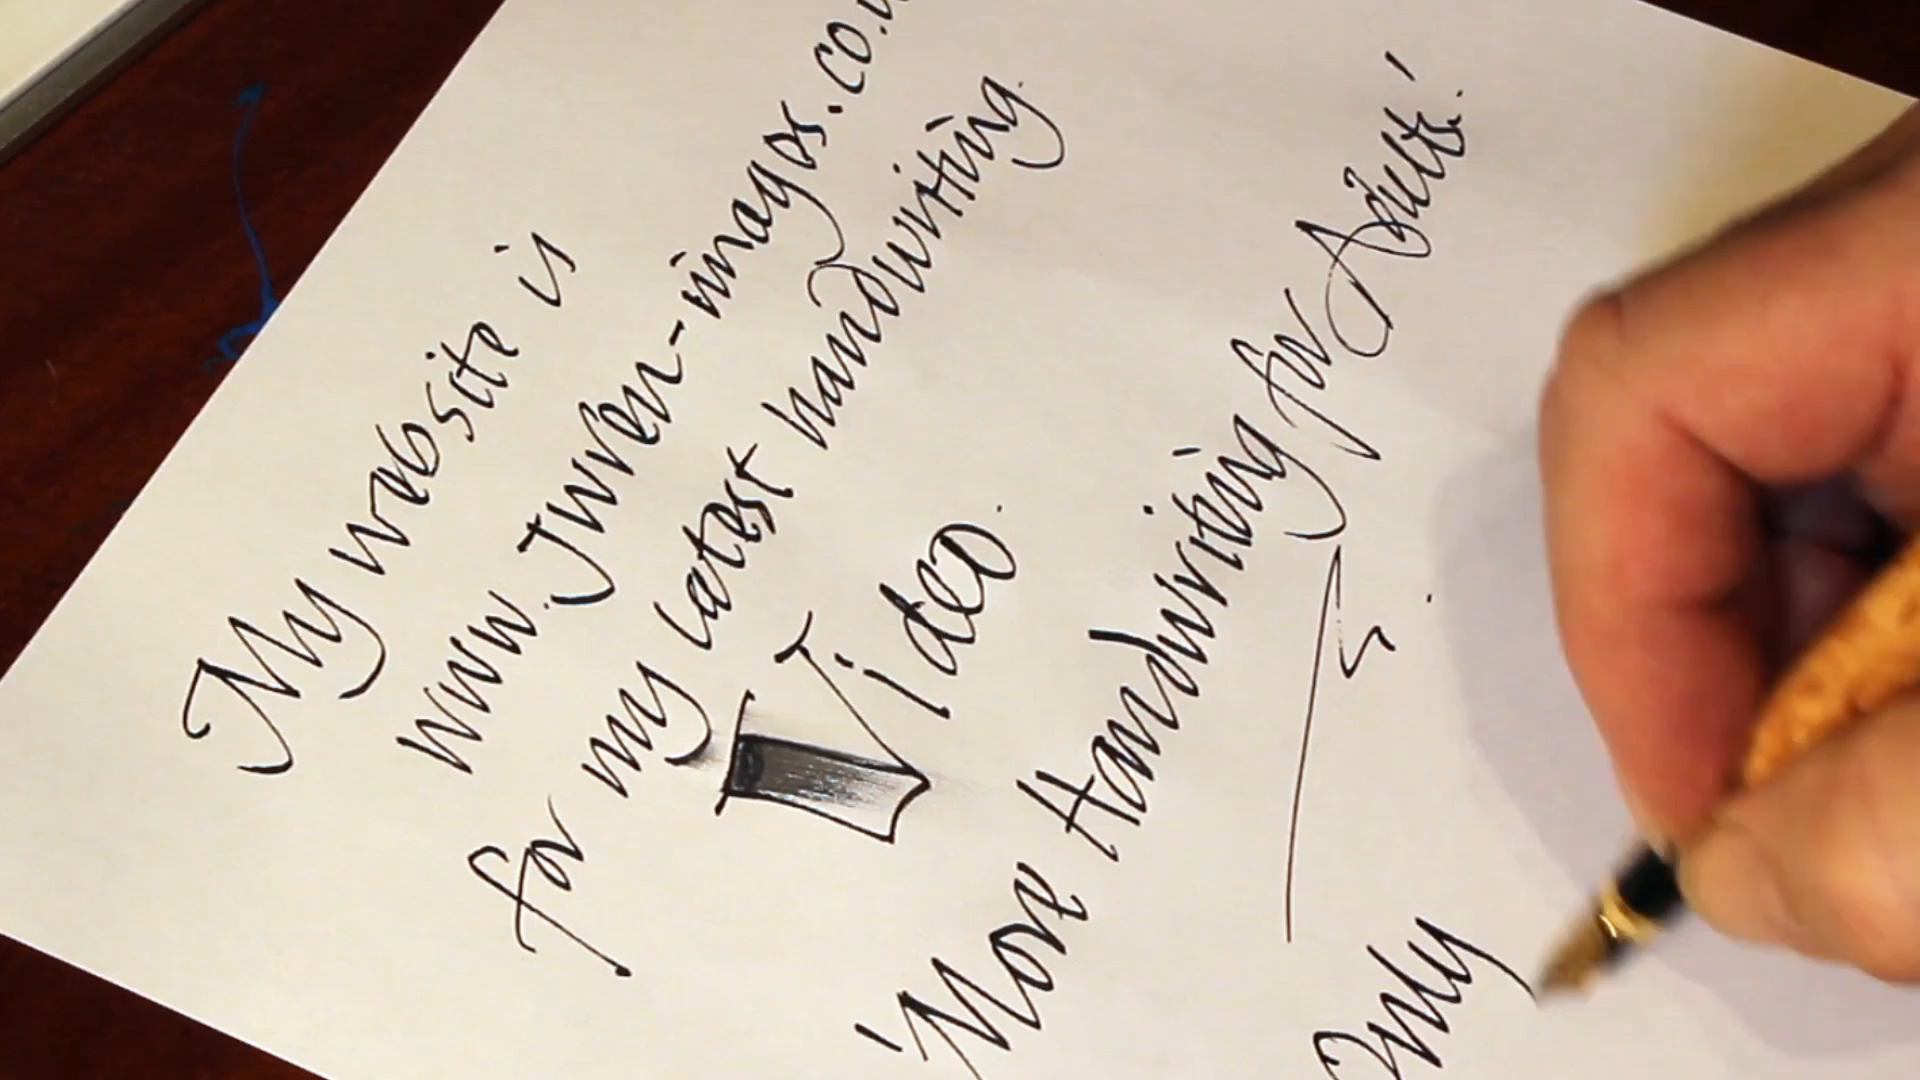 My website is
www.Jwren-images.co.u
for my latest handwriting
Video.
'More Handwriting for Adults!'
Only